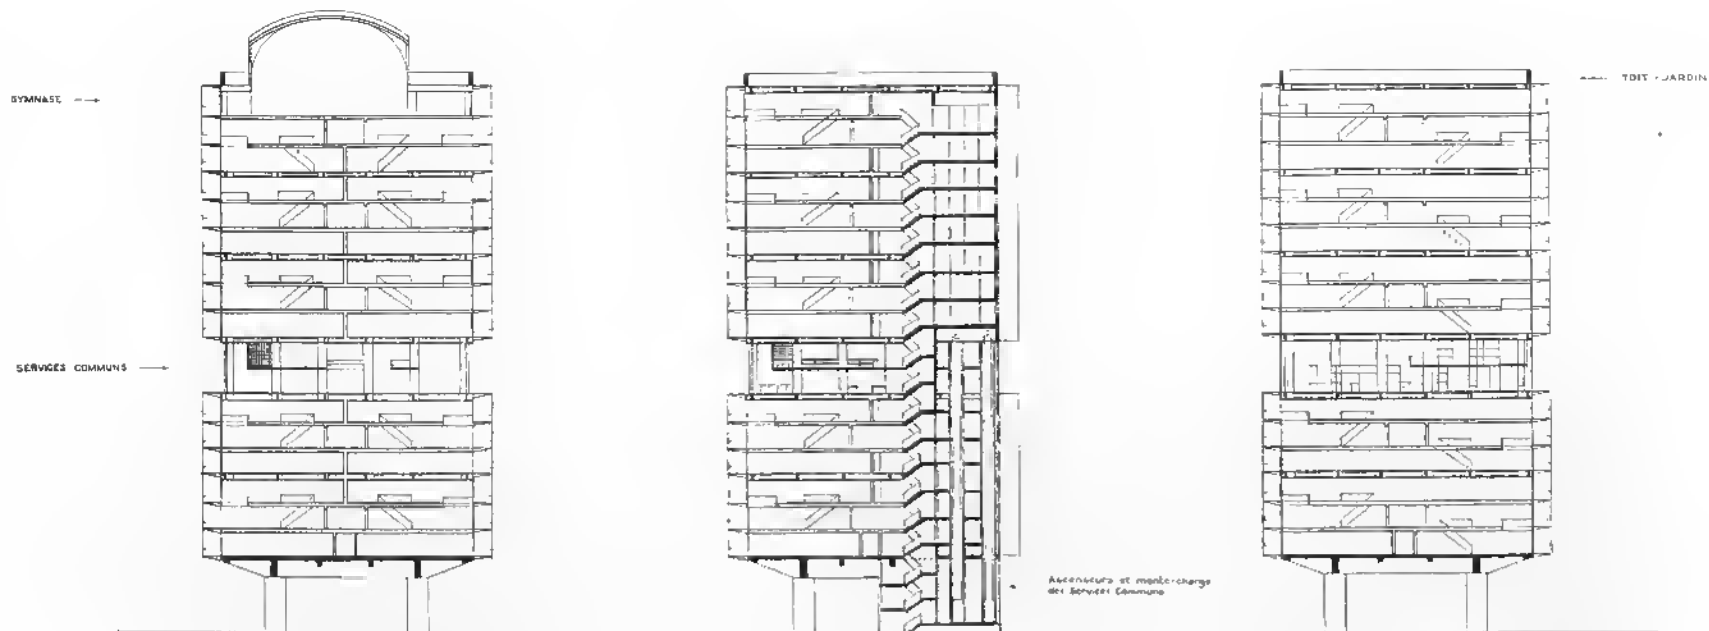 GYMNASE
TOIT-JARDIN
SERVICES COMMUNS
Ascenseurs et monte-charge
des Services Communs